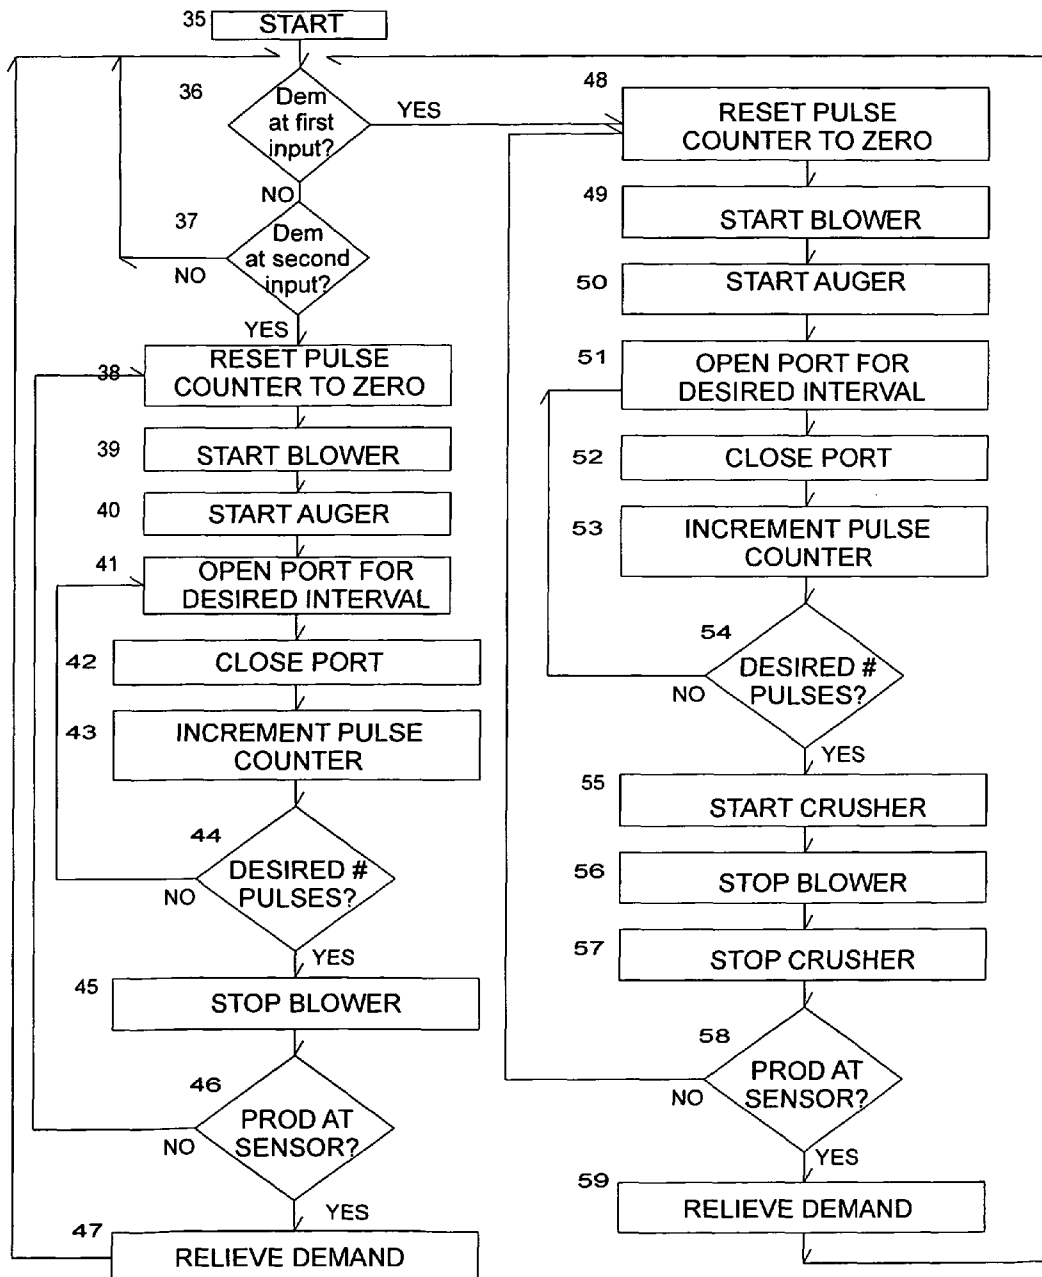 35
START
36
Dem
at first
input?
YES
NO
37
Dem
at second
input?
NO
YES
38
RESET PULSE
COUNTER TO ZERO
39
START BLOWER
40
START AUGER
41
OPEN PORT FOR
DESIRED INTERVAL
42
CLOSE PORT
43
INCREMENT PULSE
COUNTER
44
DESIRED #
PULSES?
NO
YES
45
STOP BLOWER
46
PROD AT
SENSOR?
NO
YES
47
RELIEVE DEMAND
48
RESET PULSE
COUNTER TO ZERO
49
START BLOWER
50
START AUGER
51
OPEN PORT FOR
DESIRED INTERVAL
52
CLOSE PORT
53
INCREMENT PULSE
COUNTER
54
DESIRED #
PULSES?
NO
YES
55
START CRUSHER
56
STOP BLOWER
57
STOP CRUSHER
58
PROD AT
SENSOR?
NO
YES
59
RELIEVE DEMAND